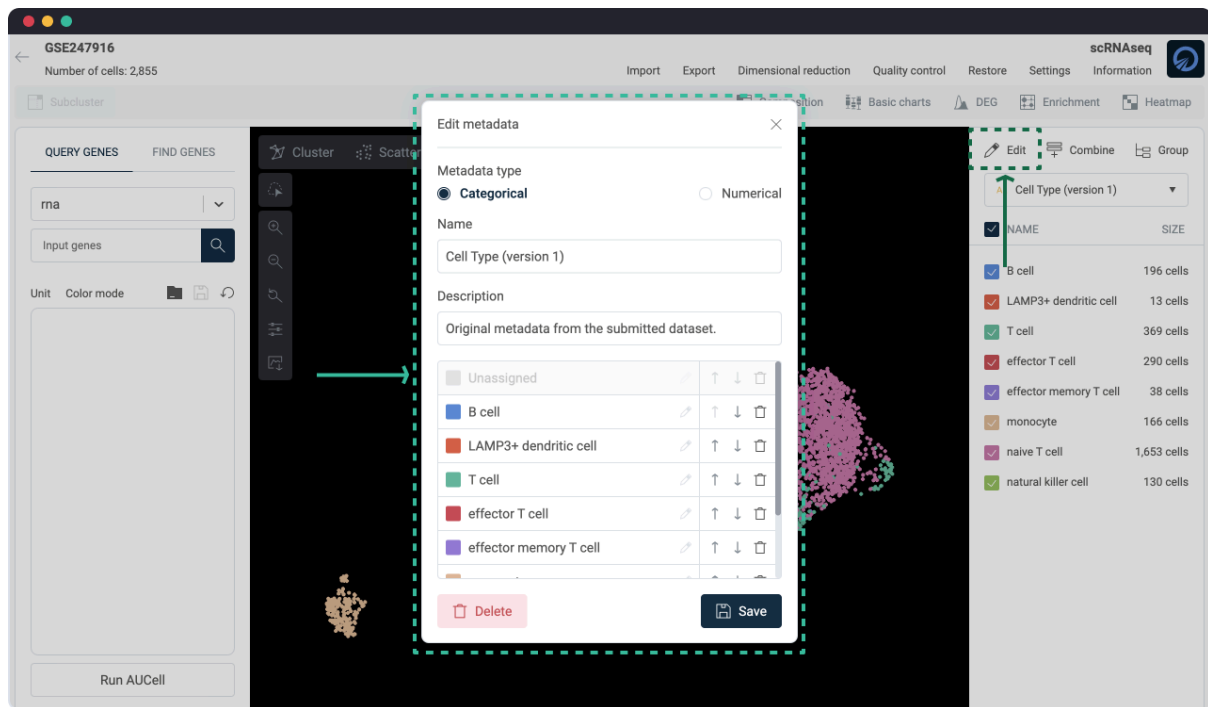 GSE247916
Number of cells: 2,855
scRNAseq
Import Export Dimensional reduction Quality control Restore Settings Information
Subcluster
Basic charts DEG Enrichment Heatmap
QUERY GENES FIND GENES
rna
Input genes
Unit Color mode
Run AUCell
Cluster
Edit metadata
Metadata type
Categorical Numerical
Name
Cell Type (version 1)
Description
Original metadata from the submitted dataset.
Unassigned
B cell
LAMP3+ dendritic cell
T cell
effector T cell
effector memory T cell
Delete Save
Edit Combine Group
Cell Type (version 1)
NAME SIZE
B cell 196 cells
LAMP3+ dendritic cell 13 cells
T cell 369 cells
effector T cell 290 cells
effector memory T cell 38 cells
monocyte 166 cells
naive T cell 1,653 cells
natural killer cell 130 cells